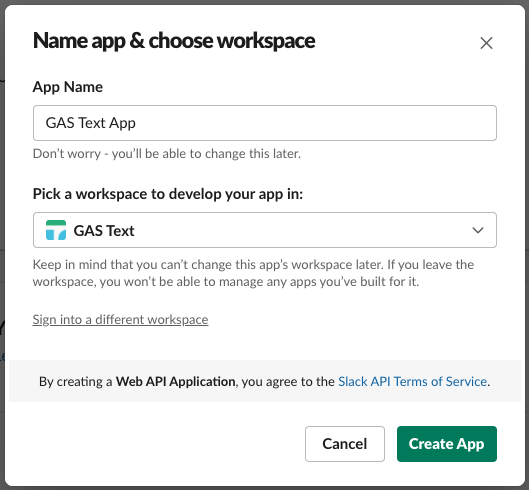 Name app & choose workspace
App Name
GAS Text App
Don't worry - you'll be able to change this later.
Pick a workspace to develop your app in:
GAS Text
Keep in mind that you can't change this app's workspace later. If you leave the
workspace, you won't be able to manage any apps you've built for it.
Sign into a different workspace
By creating a Web API Application, you agree to the Slack API Terms of Service.
Cancel
Create App